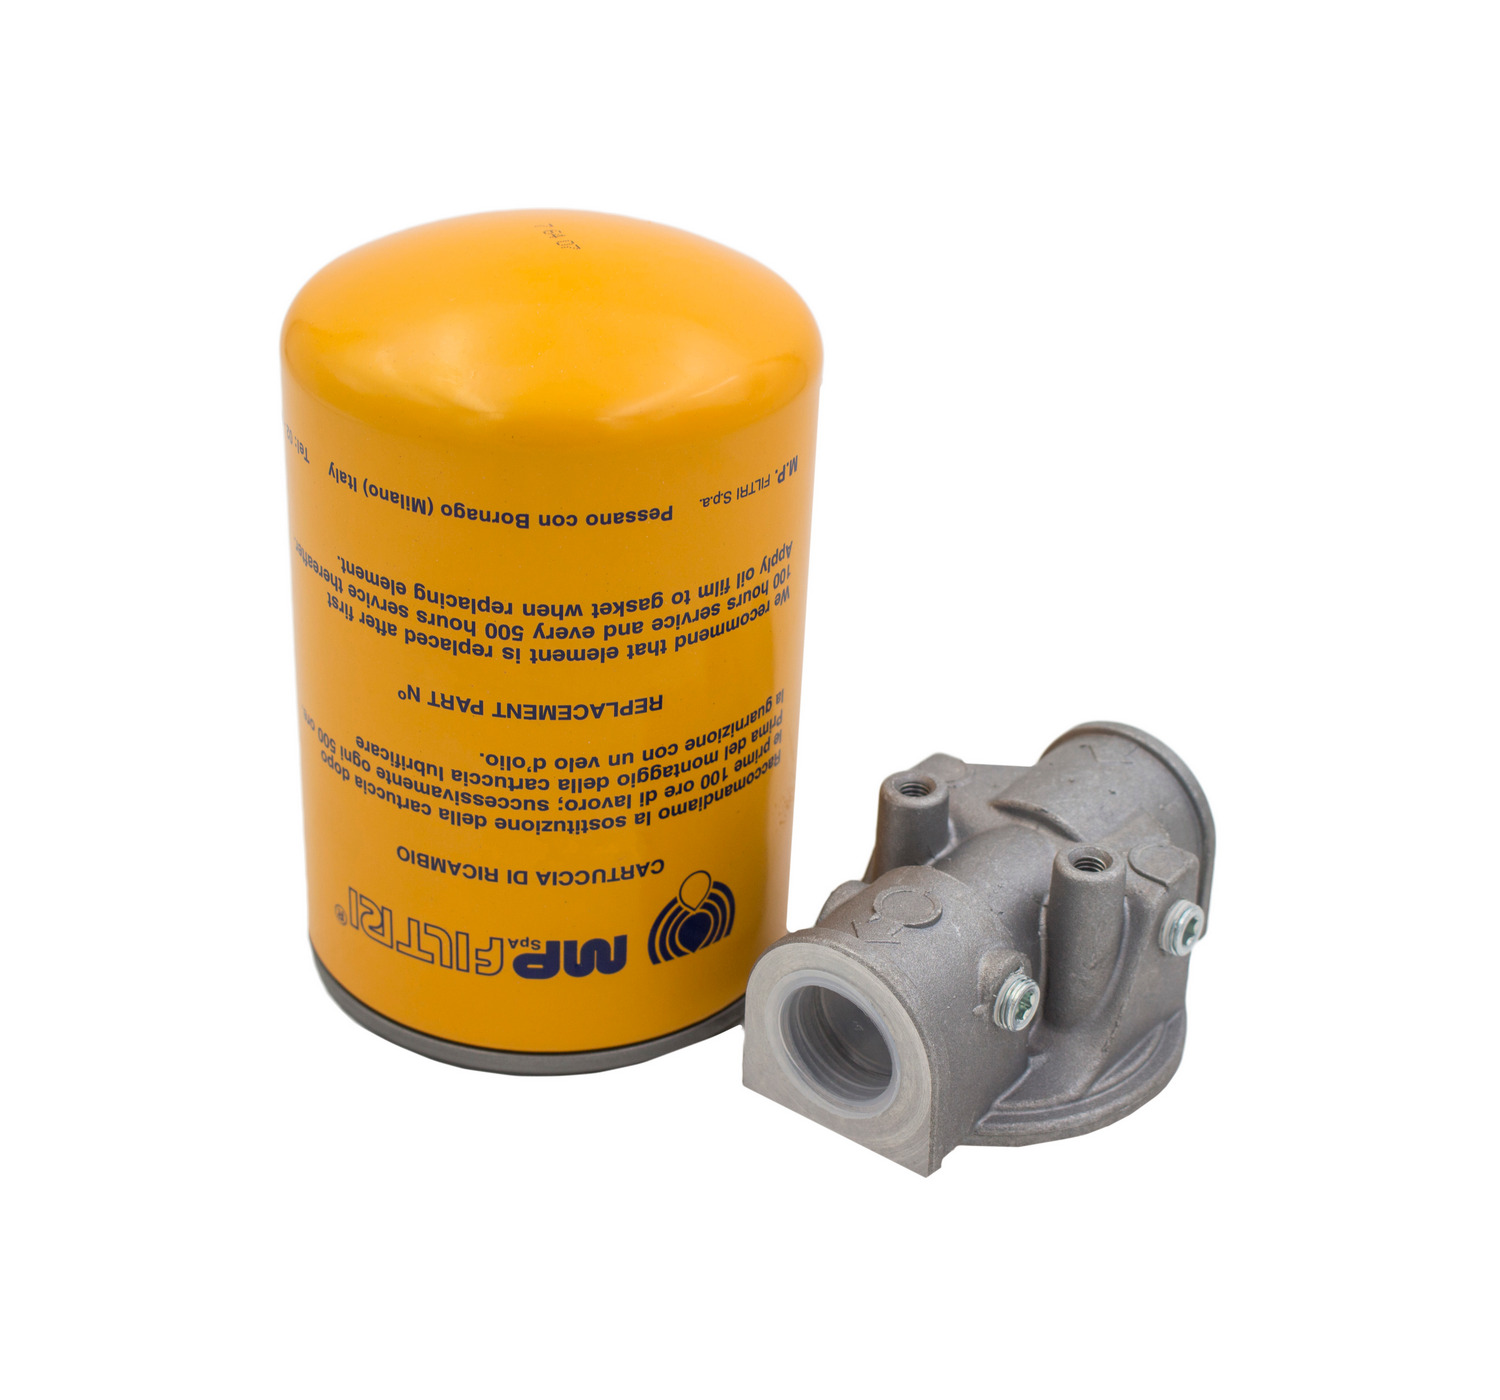 MP SpA FILTRI®
CARTUCCIA DI RICAMBIO
Raccomandiamo la sostituzione della cartuccia dopo
le prime 100 ore di lavoro; successivamente ogni 500 ore.
Prima del montaggio della cartuccia lubrificare
la guarnizione con un velo d'olio.
REPLACEMENT PART N°
We recommend that element is replaced after first
100 hours service and every 500 hours service thereafter.
Apply oil film to gasket when replacing element.
M.P. FILTRI S.p.a. Pessano con Bornago (Milano) Italy Tel: 02